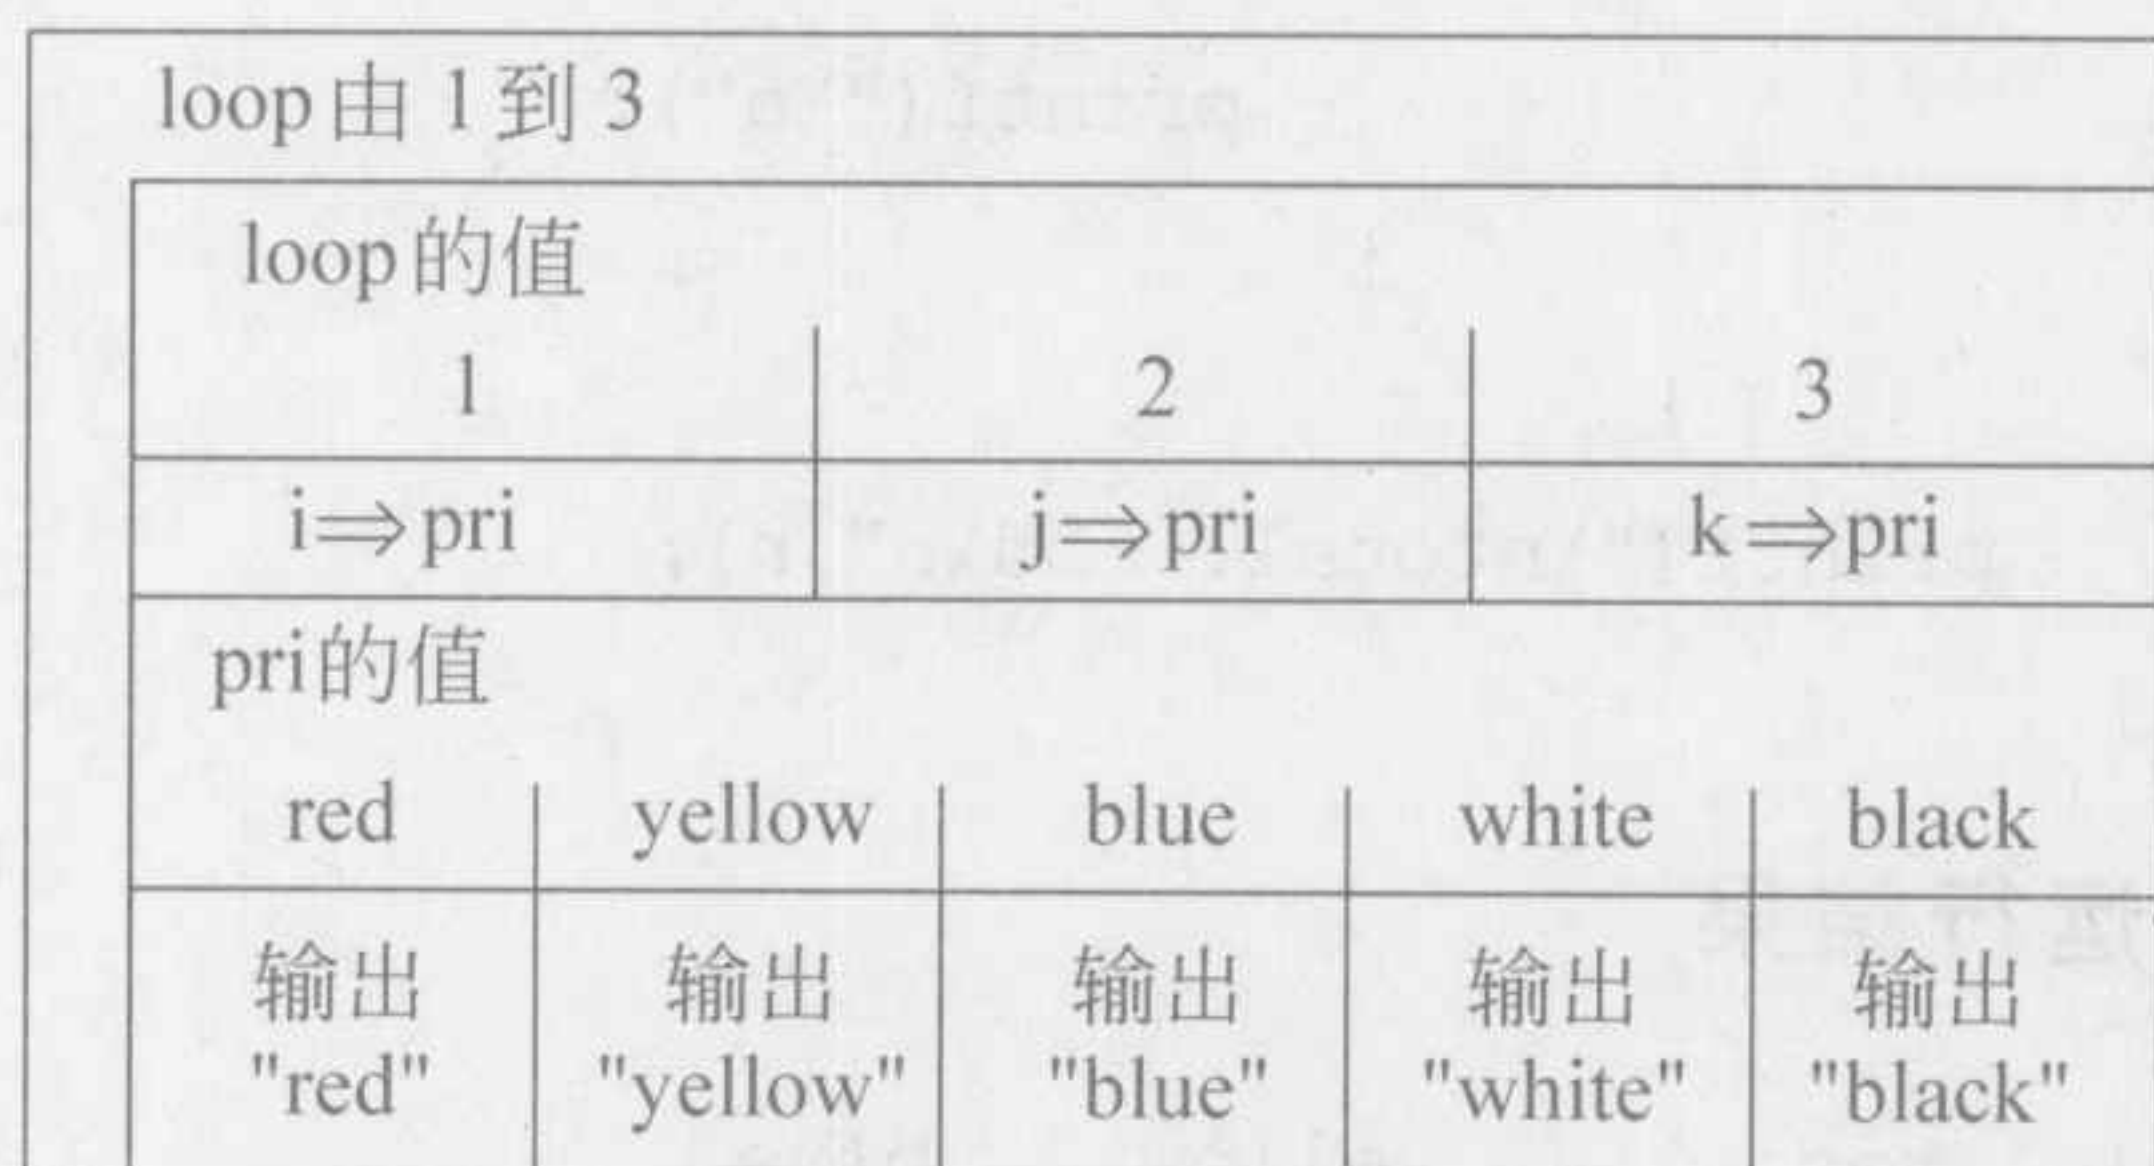 loop由 1 到 3
loop的值
1 2 3
i⇒pri j⇒pri k⇒pri
pri的值
red yellow blue white black
输出 输出 输出 输出 输出
"red" "yellow" "blue" "white" "black"